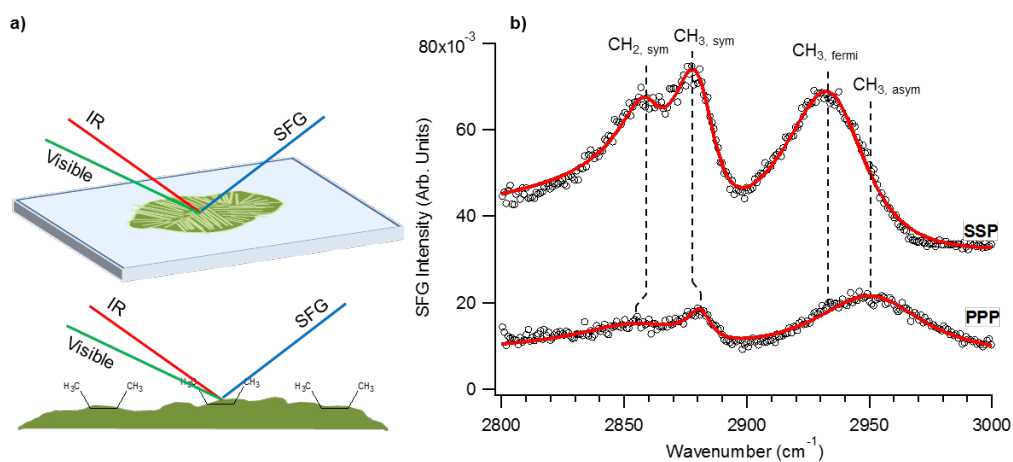 a)
IR
Visible
SFG
IR
Visible
SFG
H₃C
CH₃
H₃C
CH₃
H₃C
CH₃
b)
SFG Intensity (Arb. Units)
80x10⁻³
60
40
20
0
CH₂, sym
CH₃, sym
CH₃, fermi
CH₃, asym
SSP
PPP
2800
2850
2900
2950
3000
Wavenumber (cm⁻¹)